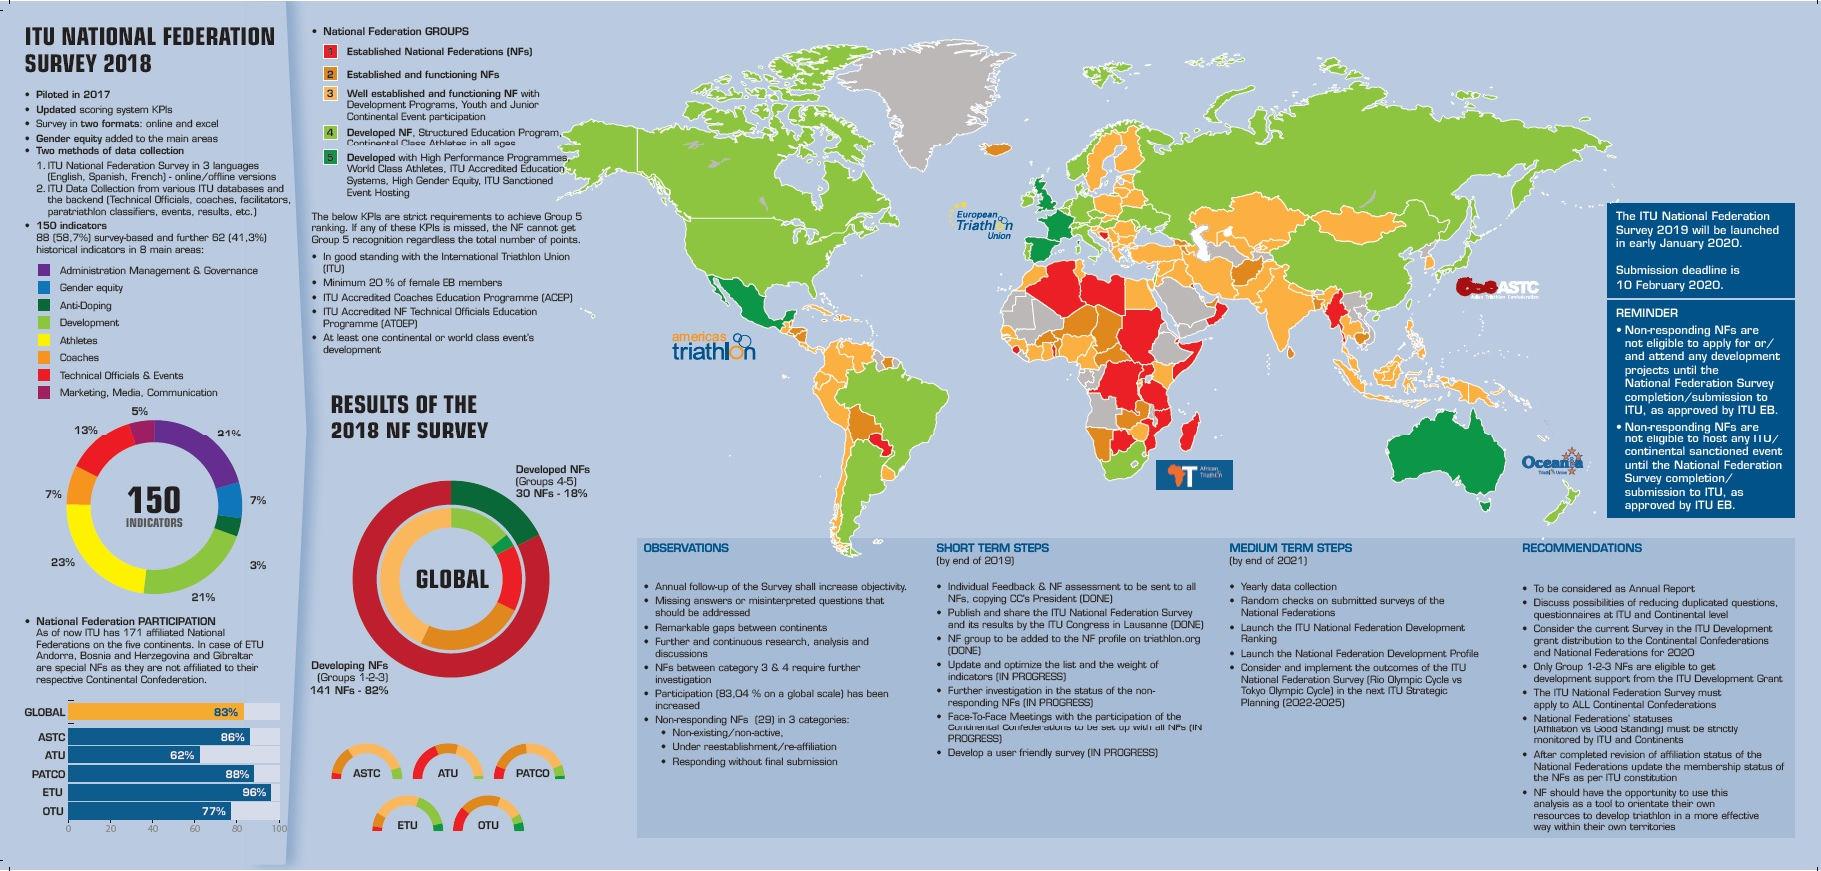 ITU NATIONAL FEDERATION
SURVEY 2018
• Piloted in 2017
• Updated scoring system KPIs
• Survey in two formats: online and excel
• Gender equity added to the main areas
• Two methods of data collection
1. ITU National Federation Survey in 3 languages
(English, Spanish, French) - online/offline versions
2. ITU Data Collection from various ITU databases and
the backend (Technical Officials, coaches, facilitators,
paratriathlon classifiers, events, results, etc.)
• 150 indicators
88 (58,7%) survey-based and further 62 (41,3%)
historical indicators in 8 main areas:
Administration Management & Governance
Gender equity
Anti-Doping
Development
Athletes
Coaches
Technical Officials & Events
Marketing, Media, Communication
5%
21%
13%
7%
7%
150
INDICATORS
3%
23%
21%
• National Federation PARTICIPATION
As of now ITU has 171 affiliated National
Federations on the five continents. In case of ETU
Andorra, Bosnia and Herzegovina and Gibraltar
are special NFs as they are not affiliated to their
respective Continental Confederation.
GLOBAL 83%
ASTC 86%
ATU 62%
PATCO 88%
ETU 96%
OTU 77%
0 20 40 60 80 100
• National Federation GROUPS
1 Established National Federations (NFs)
2 Established and functioning NFs
3 Well established and functioning NF with
Development Programs, Youth and Junior
Continental Event participation
4 Developed NF, Structured Education Program,
Continental Class Athletes in all ages
5 Developed with High Performance Programmes,
World Class Athletes, ITU Accredited Education
Systems, High Gender Equity, ITU Sanctioned
Event Hosting
The below KPIs are strict requirements to achieve Group 5
ranking. If any of these KPIs is missed, the NF cannot get
Group 5 recognition regardless the total number of points.
• In good standing with the International Triathlon Union
(ITU)
• Minimum 20 % of female EB members
• ITU Accredited Coaches Education Programme (ACEP)
• ITU Accredited NF Technical Officials Education
Programme (ATOEP)
• At least one continental or world class event's
development
RESULTS OF THE
2018 NF SURVEY
Developed NFs
(Groups 4-5)
30 NFs - 18%
GLOBAL
Developing NFs
(Groups 1-2-3)
141 NFs - 82%
ASTC
ATU
PATCO
ETU
OTU
European
Triathlon
Union
americas
triathlon
ASTC
Asian Triathlon Confederation
African
Triathlon
Oceania
Triathlon Union
The ITU National Federation
Survey 2019 will be launched
in early January 2020.
Submission deadline is
10 February 2020.
REMINDER
• Non-responding NFs are
not eligible to apply for or/
and attend any development
projects until the
National Federation Survey
completion/submission to
ITU, as approved by ITU EB.
• Non-responding NFs are
not eligible to host any ITU/
continental sanctioned event
until the National Federation
Survey completion/
submission to ITU, as
approved by ITU EB.
OBSERVATIONS
• Annual follow-up of the Survey shall increase objectivity.
• Missing answers or misinterpreted questions that
should be addressed
• Remarkable gaps between continents
• Further and continuous research, analysis and
discussions
• NFs between category 3 & 4 require further
investigation
• Participation (83,04 % on a global scale) has been
increased
• Non-responding NFs (29) in 3 categories:
• Non-existing/non-active,
• Under reestablishment/re-affiliation
• Responding without final submission
SHORT TERM STEPS
(by end of 2019)
• Individual Feedback & NF assessment to be sent to all
NFs, copying CC's President (DONE)
• Publish and share the ITU National Federation Survey
and its results by the ITU Congress in Lausanne (DONE)
• NF group to be added to the NF profile on triathlon.org
(DONE)
• Update and optimize the list and the weight of
indicators (IN PROGRESS)
• Further investigation in the status of the non-
responding NFs (IN PROGRESS)
• Face-To-Face Meetings with the participation of the
Continental Confederations to be set up with all NFs (IN
PROGRESS)
• Develop a user friendly survey (IN PROGRESS)
MEDIUM TERM STEPS
(by end of 2021)
• Yearly data collection
• Random checks on submitted surveys of the
National Federations
• Launch the ITU National Federation Development
Ranking
• Launch the National Federation Development Profile
• Consider and implement the outcomes of the ITU
National Federation Survey (Rio Olympic Cycle vs
Tokyo Olympic Cycle) in the next ITU Strategic
Planning (2022-2025)
RECOMMENDATIONS
• To be considered as Annual Report
• Discuss possibilities of reducing duplicated questions,
questionnaires at ITU and Continental level
• Consider the current Survey in the ITU Development
grant distribution to the Continental Confederations
and National Federations for 2020
• Only Group 1-2-3 NFs are eligible to get
development support from the ITU Development Grant
• The ITU National Federation Survey must
apply to ALL Continental Confederations
• National Federations' statuses
(Affiliation vs Good Standing) must be strictly
monitored by ITU and Continents
• After completed revision of affiliation status of the
National Federations update the membership status of
the NFs as per ITU constitution
• NF should have the opportunity to use this
analysis as a tool to orientate their own
resources to develop triathlon in a more effective
way within their own territories